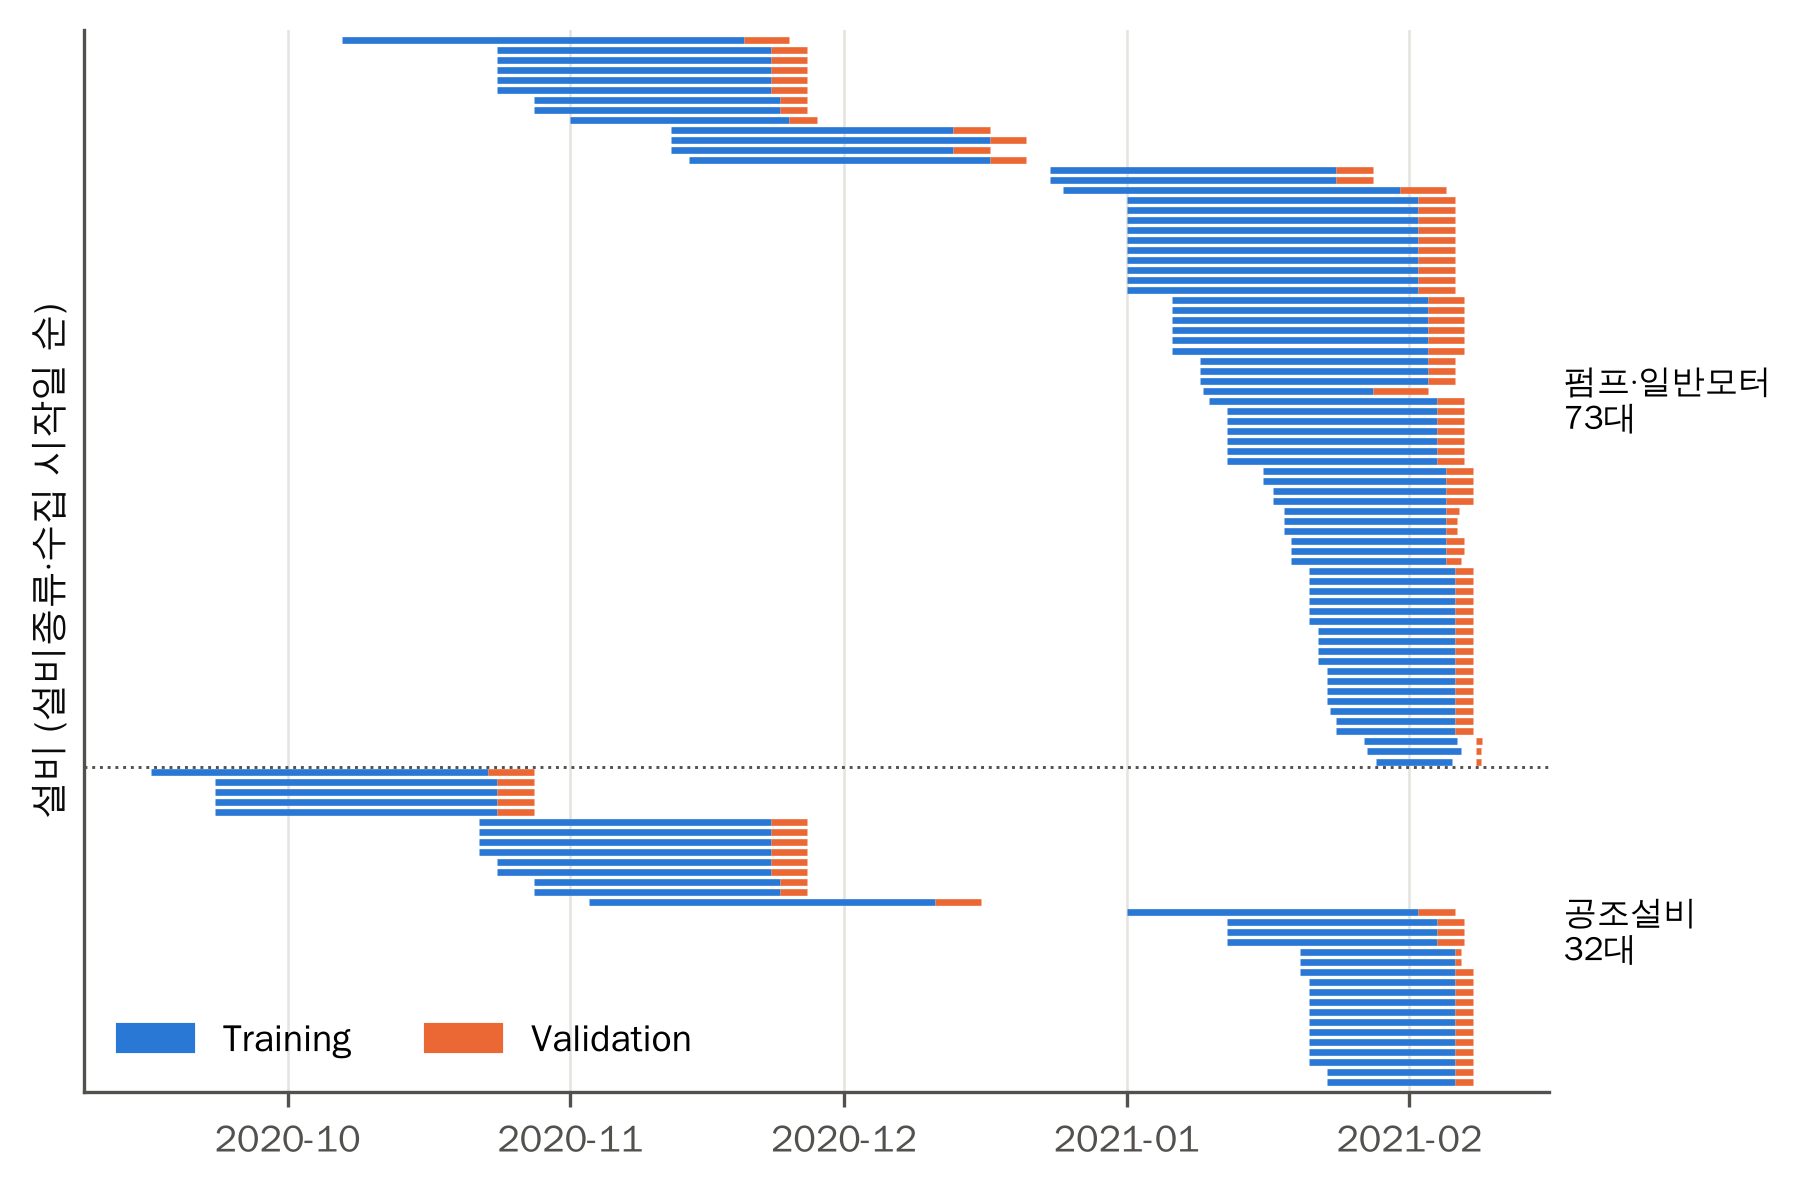 설비 (설비종류·수집 시작일 순)
펌프·일반모터
73대
공조설비
32대
Training
Validation
2020-10
2020-11
2020-12
2021-01
2021-02